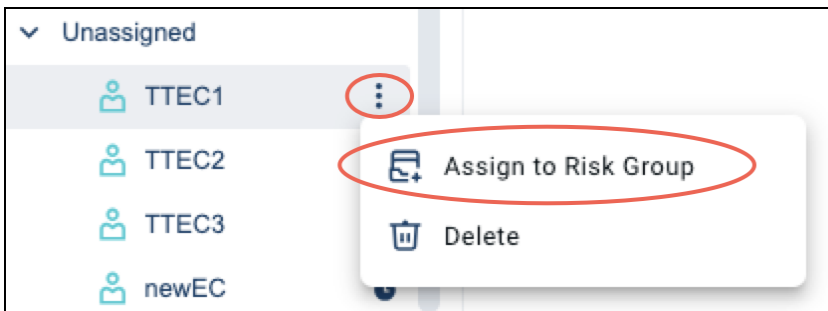 Unassigned
TTEC1
Assign to Risk Group
TTEC2
TTEC3
Delete
newEC